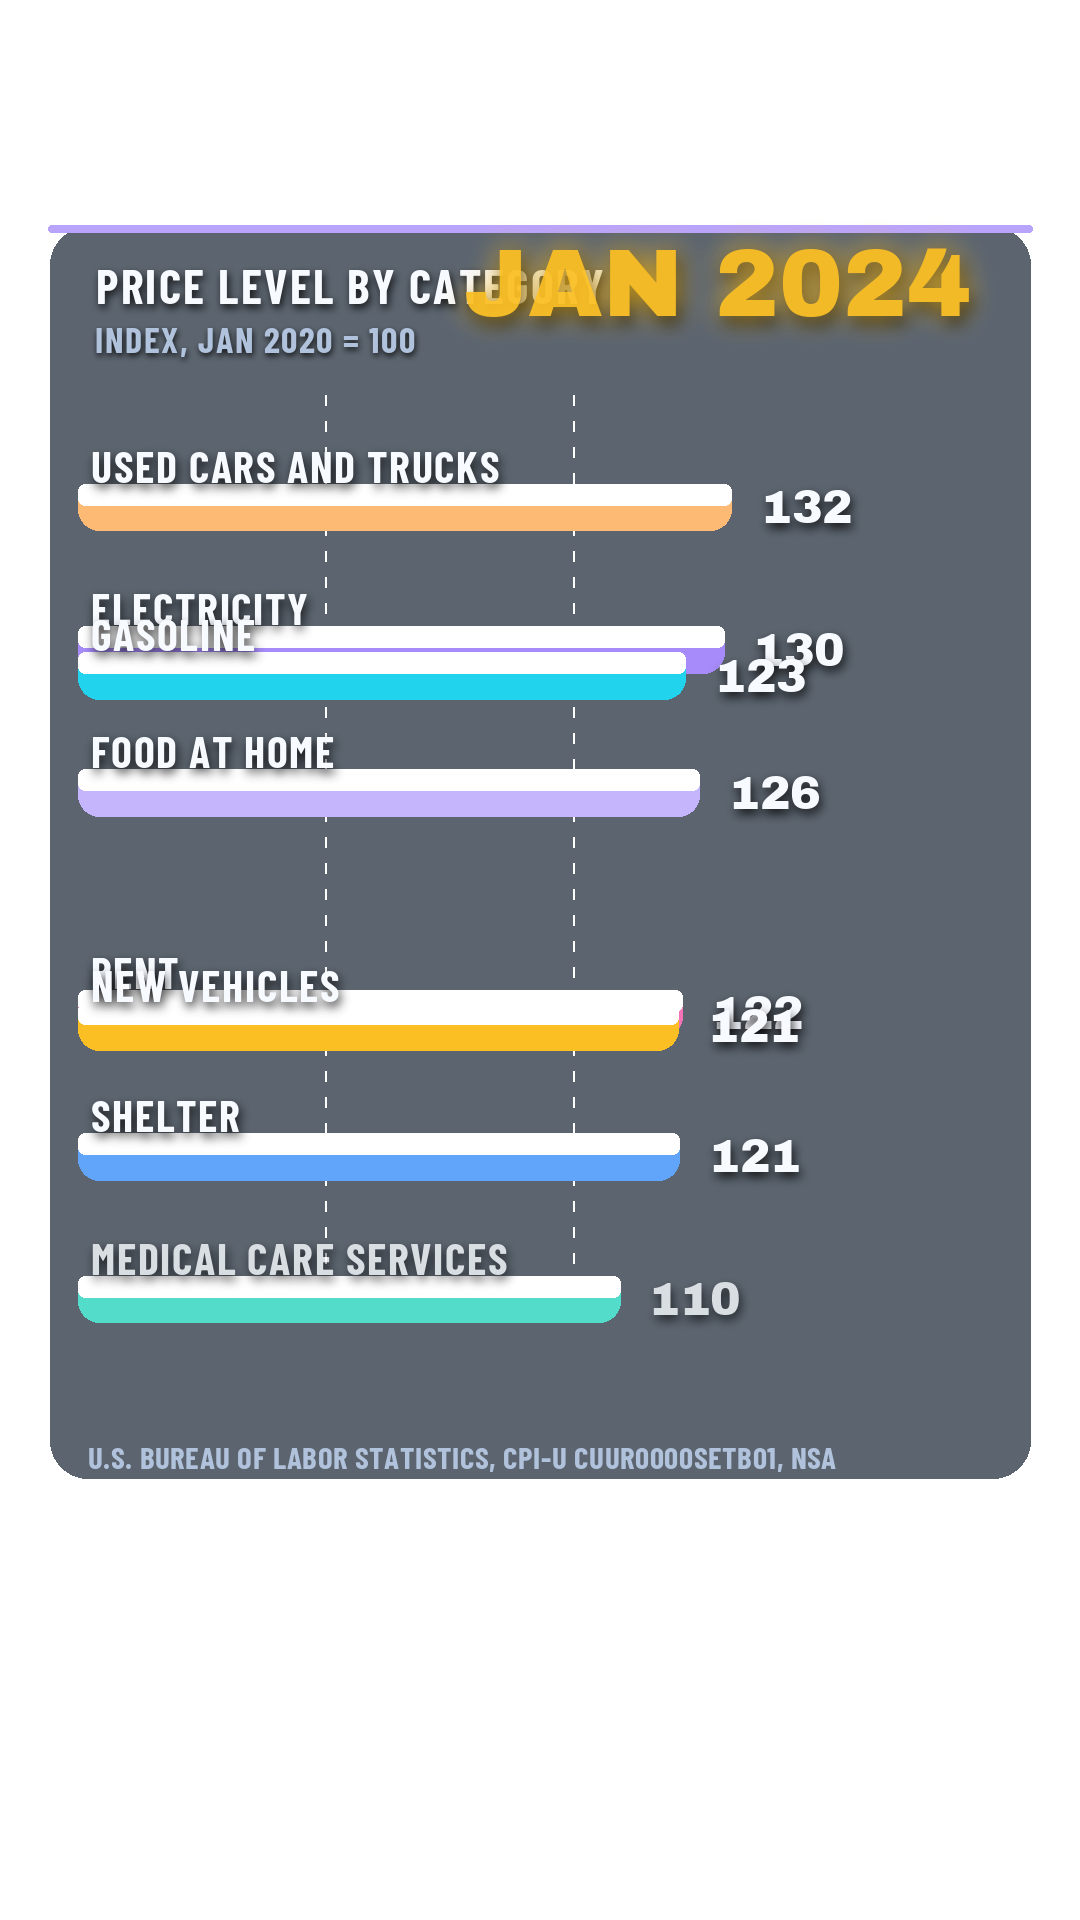 PRICE LEVEL BY CATEGORY
JAN 2024
INDEX, JAN 2020 = 100
USED CARS AND TRUCKS
132
ELECTRICITY
130
GASOLINE
123
FOOD AT HOME
126
RENT
122
NEW VEHICLES
121
SHELTER
121
MEDICAL CARE SERVICES
110
U.S. BUREAU OF LABOR STATISTICS, CPI-U CUUR0000SETB01, NSA